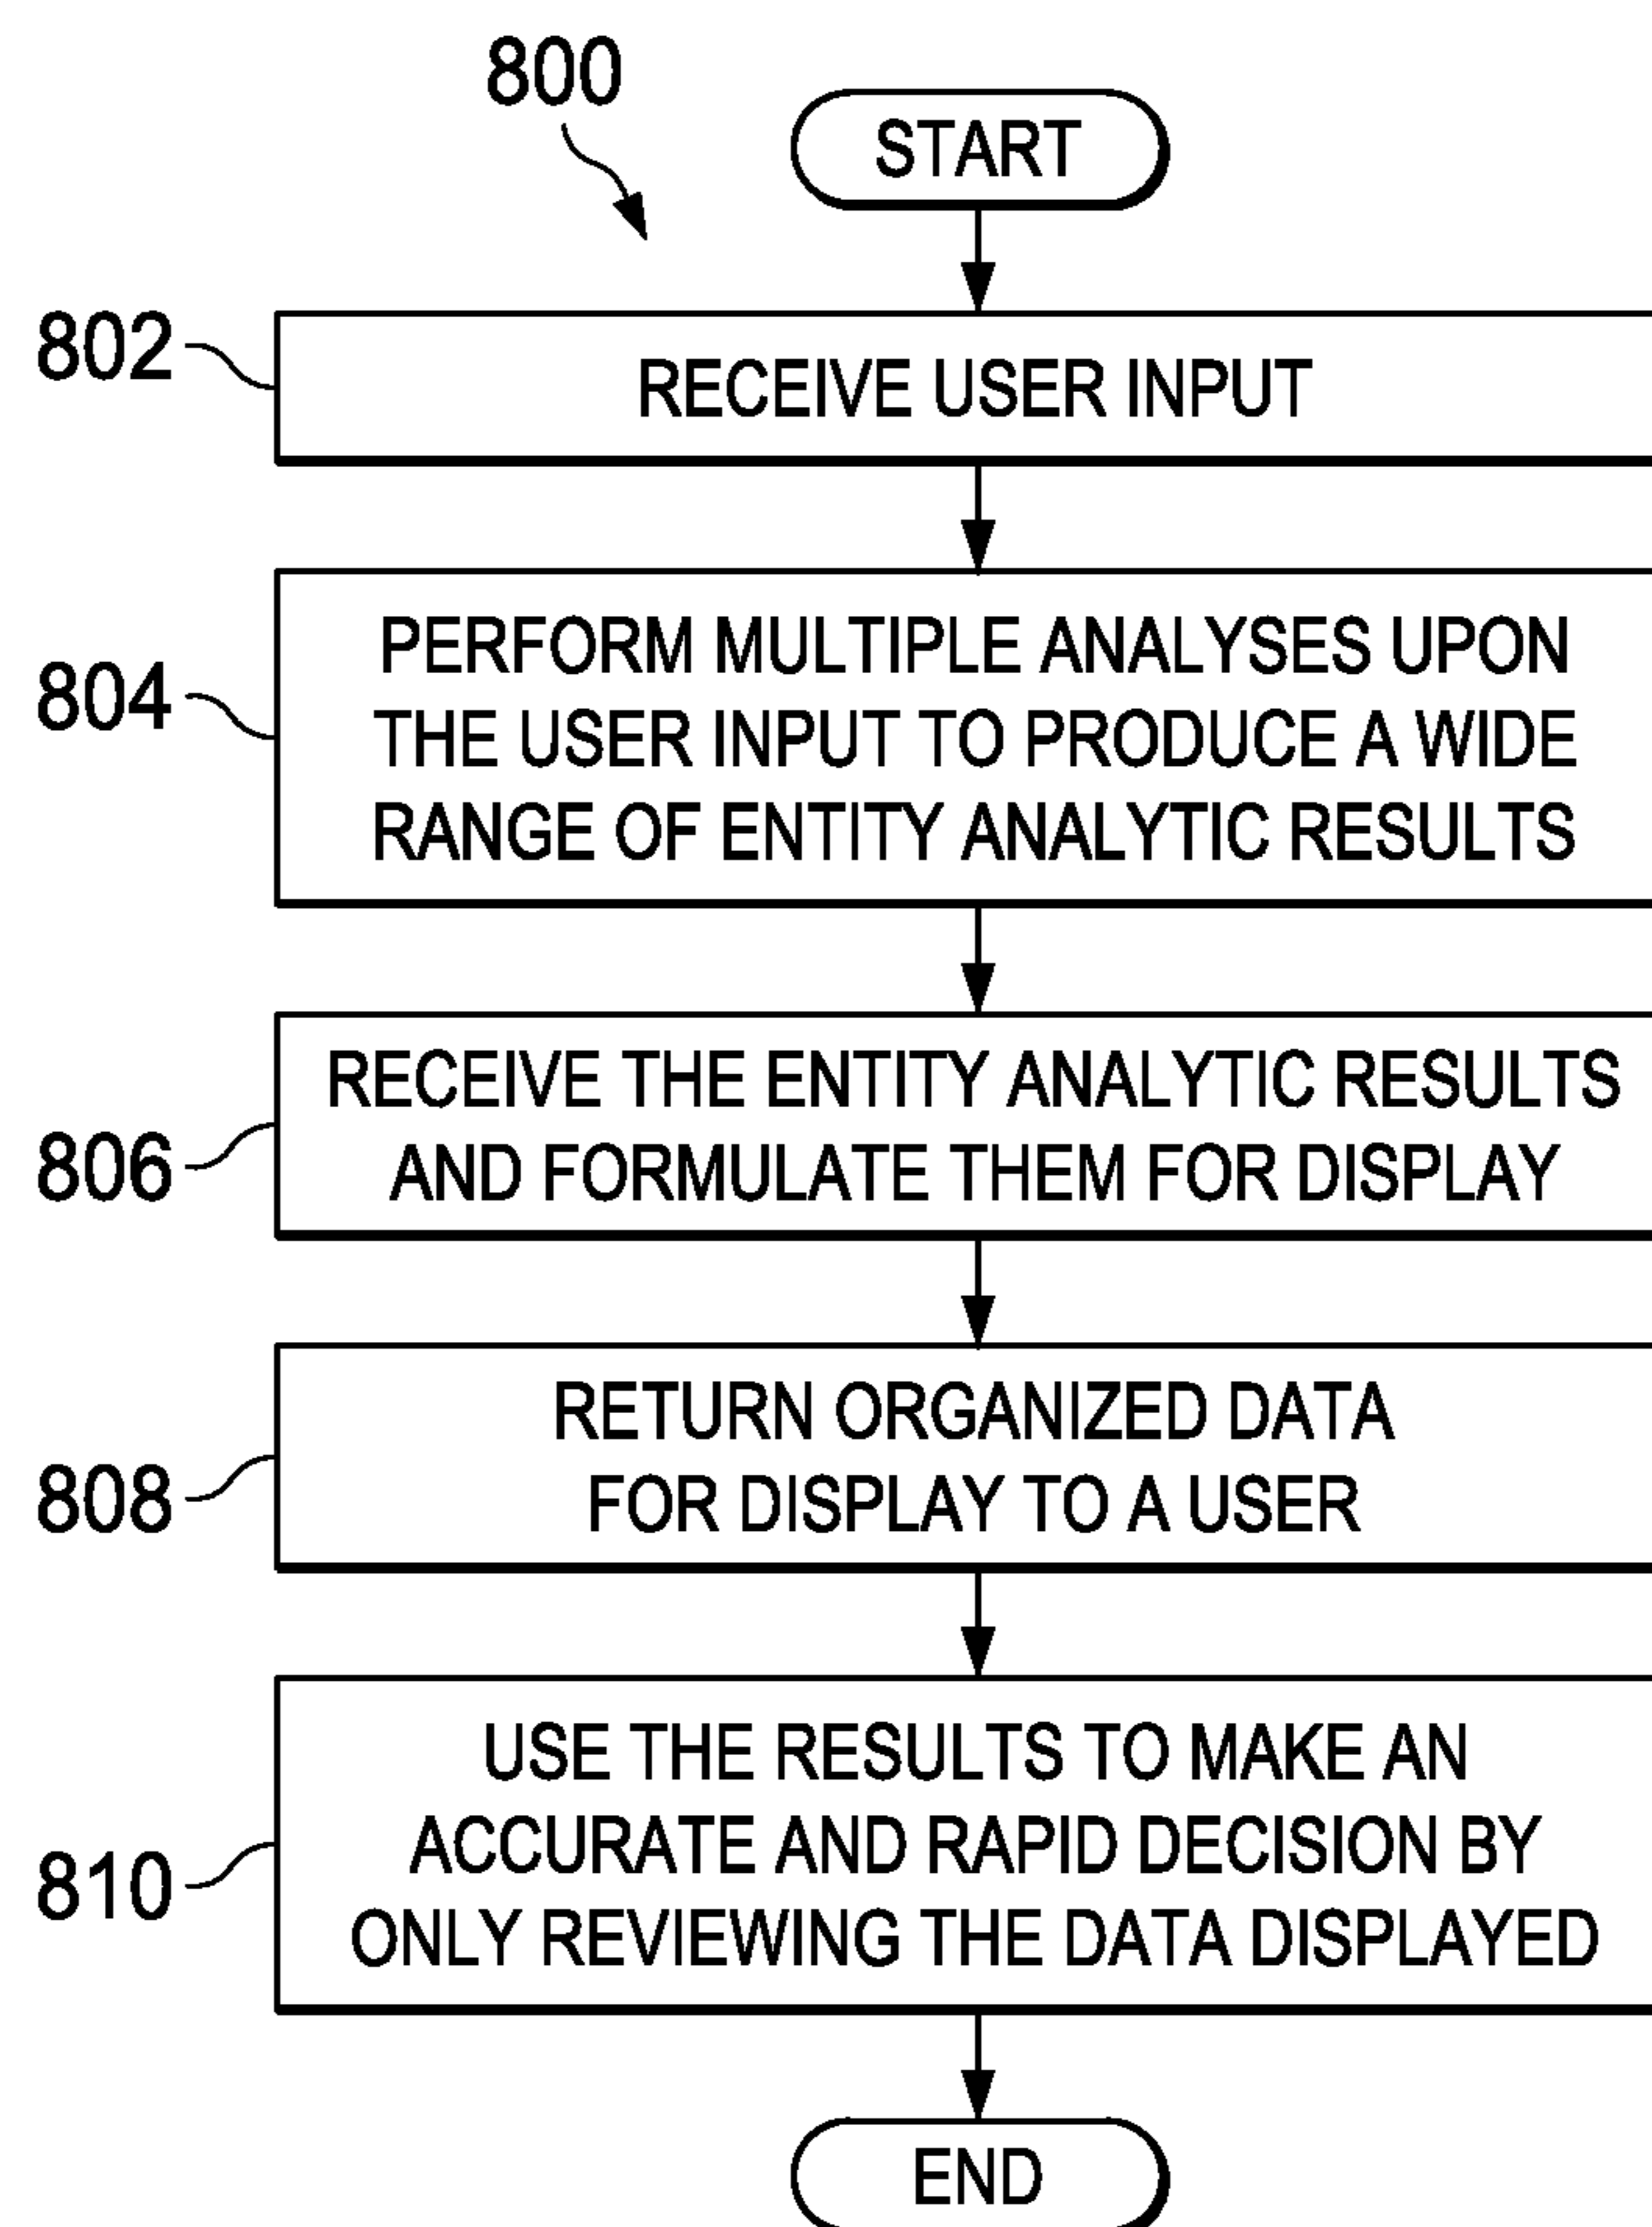 800
START
802
RECEIVE USER INPUT
804
PERFORM MULTIPLE ANALYSES UPON
THE USER INPUT TO PRODUCE A WIDE
RANGE OF ENTITY ANALYTIC RESULTS
806
RECEIVE THE ENTITY ANALYTIC RESULTS
AND FORMULATE THEM FOR DISPLAY
808
RETURN ORGANIZED DATA
FOR DISPLAY TO A USER
810
USE THE RESULTS TO MAKE AN
ACCURATE AND RAPID DECISION BY
ONLY REVIEWING THE DATA DISPLAYED
END